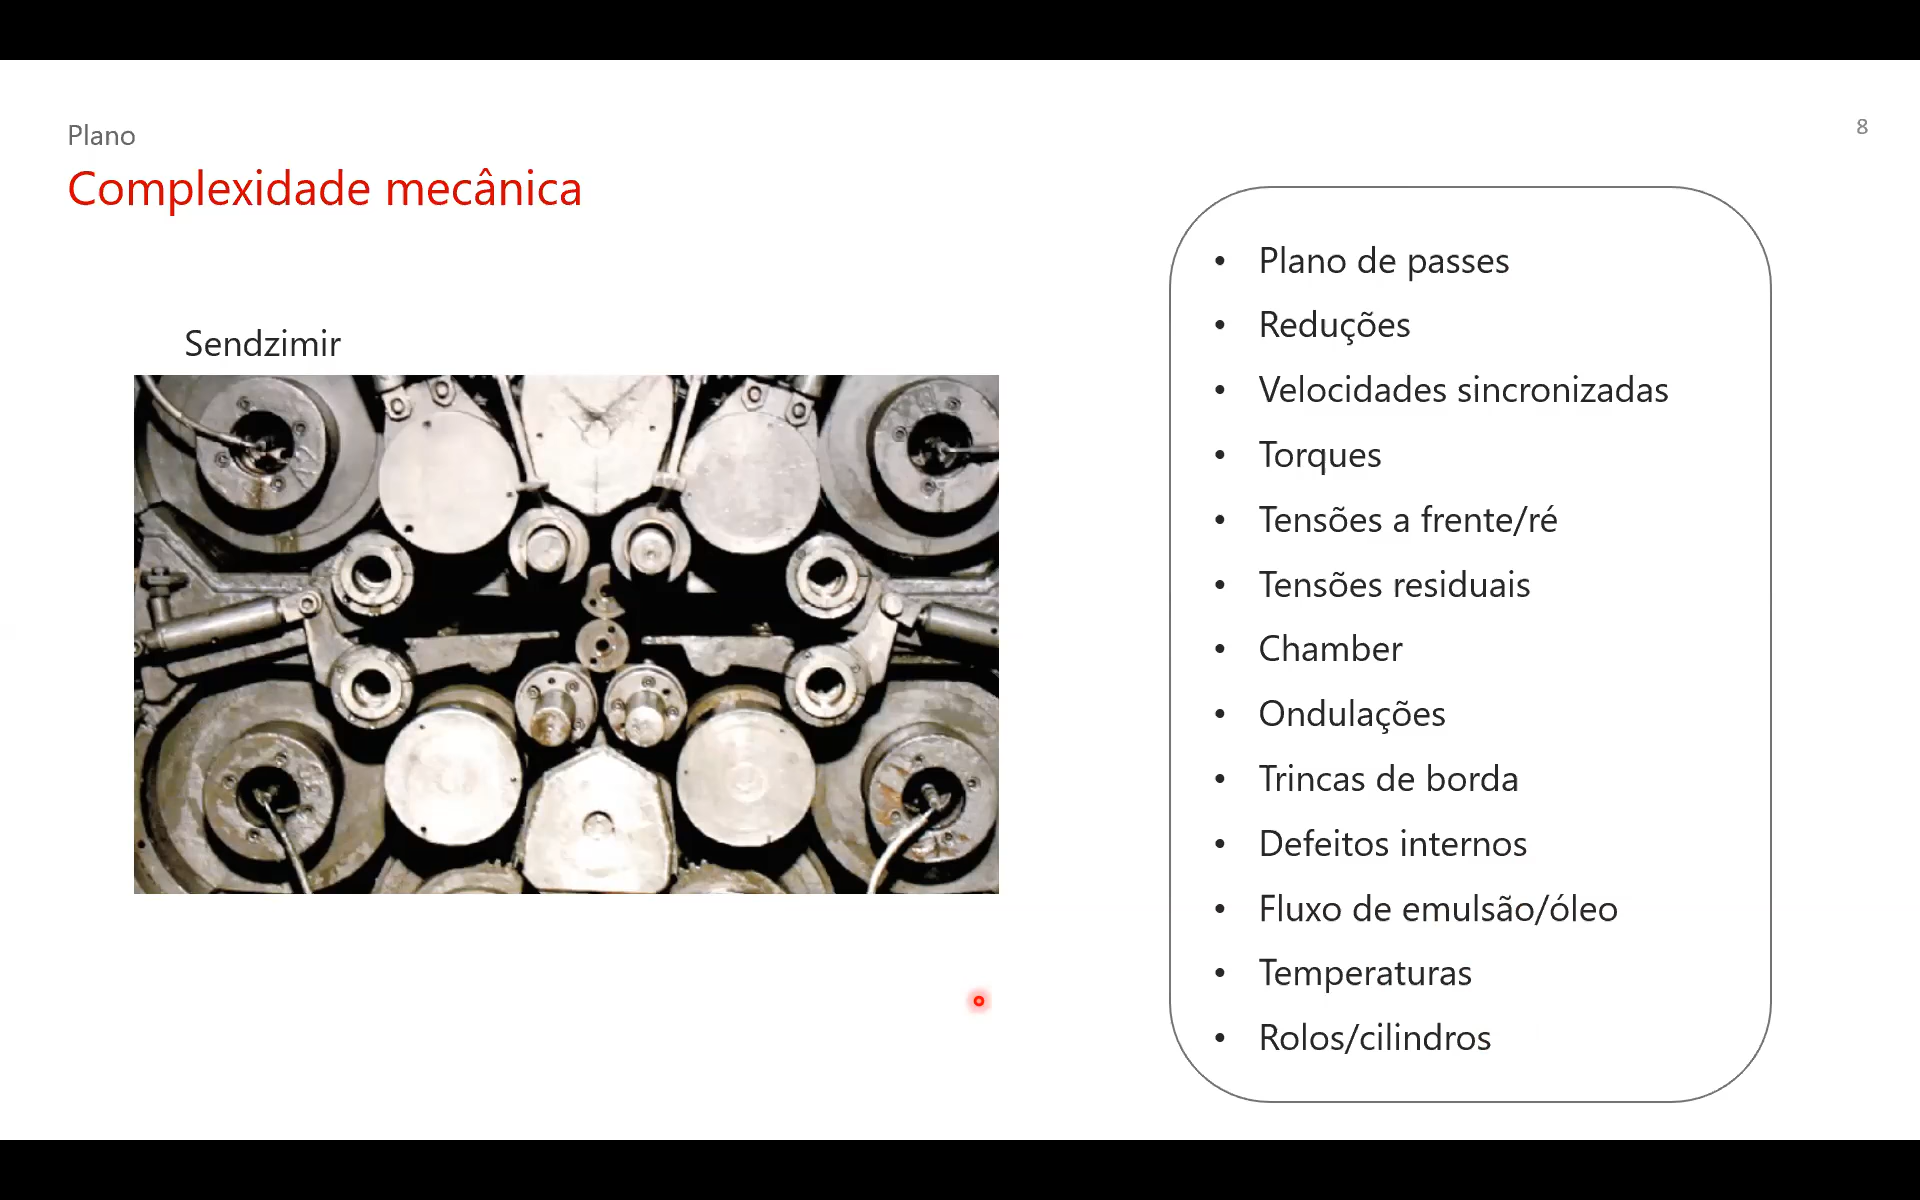 Plano
8
Complexidade mecânica
Sendzimir
• Plano de passes
• Reduções
• Velocidades sincronizadas
• Torques
• Tensões a frente/ré
• Tensões residuais
• Chamber
• Ondulações
• Trincas de borda
• Defeitos internos
• Fluxo de emulsão/óleo
• Temperaturas
• Rolos/cilindros